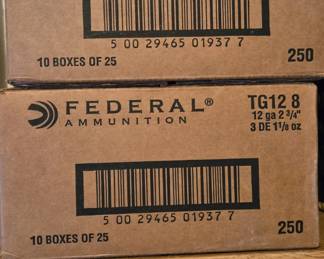 5 00 29465 01937 7
10 BOXES OF 25
250
FEDERAL®
AMMUNITION
TG12 8
12 ga 2 3/4"
3 DE 1 1/8 oz
5 00 29465 01937 7
10 BOXES OF 25
250